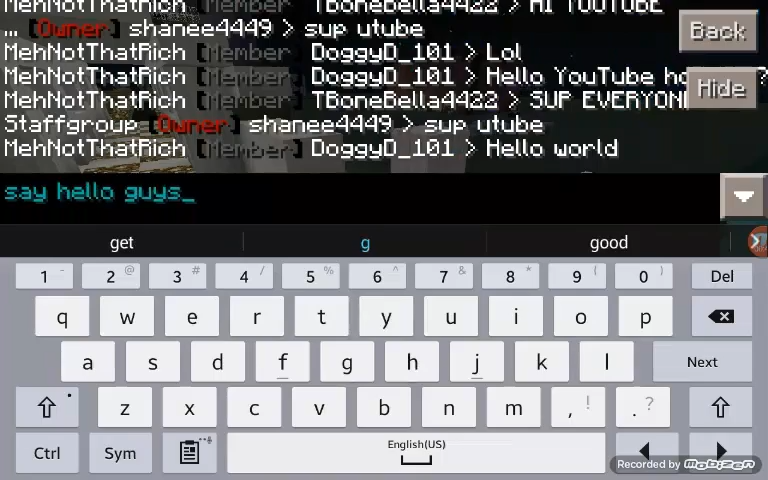 MehNotThatRich [Member] TBoneBella4422 > HI YOUTUBE
... [Owner] shanee4449 > sup utube
MehNotThatRich [Member] DoggyD_101 > Lol
MehNotThatRich [Member] DoggyD_101 > Hello YouTube
MehNotThatRich [Member] TBoneBella4422 > SUP
Staffgroup [Owner] shanee4449 > sup utube
MehNotThatRich [Member] DoggyD_101 > Hello world
Back
Hide
say hello guys_
get g good
1 - 2 @ 3 # 4 / 5 % 6 ^ 7 & 8 * 9 ( 0 ) Del
q w e r t y u i o p
a s d f g h j k l Next
z x c v b n m , ! . ?
Ctrl Sym English(US)
Recorded by Mobizen